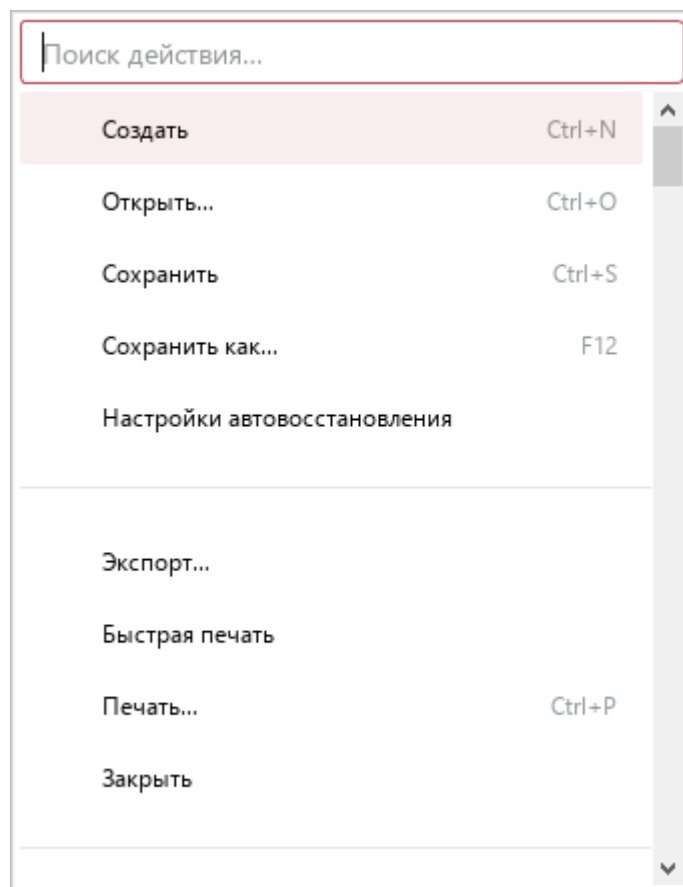 Поиск действия...
Создать Ctrl+N
Открыть... Ctrl+O
Сохранить Ctrl+S
Сохранить как... F12
Настройки автовосстановления
Экспорт...
Быстрая печать
Печать... Ctrl+P
Закрыть